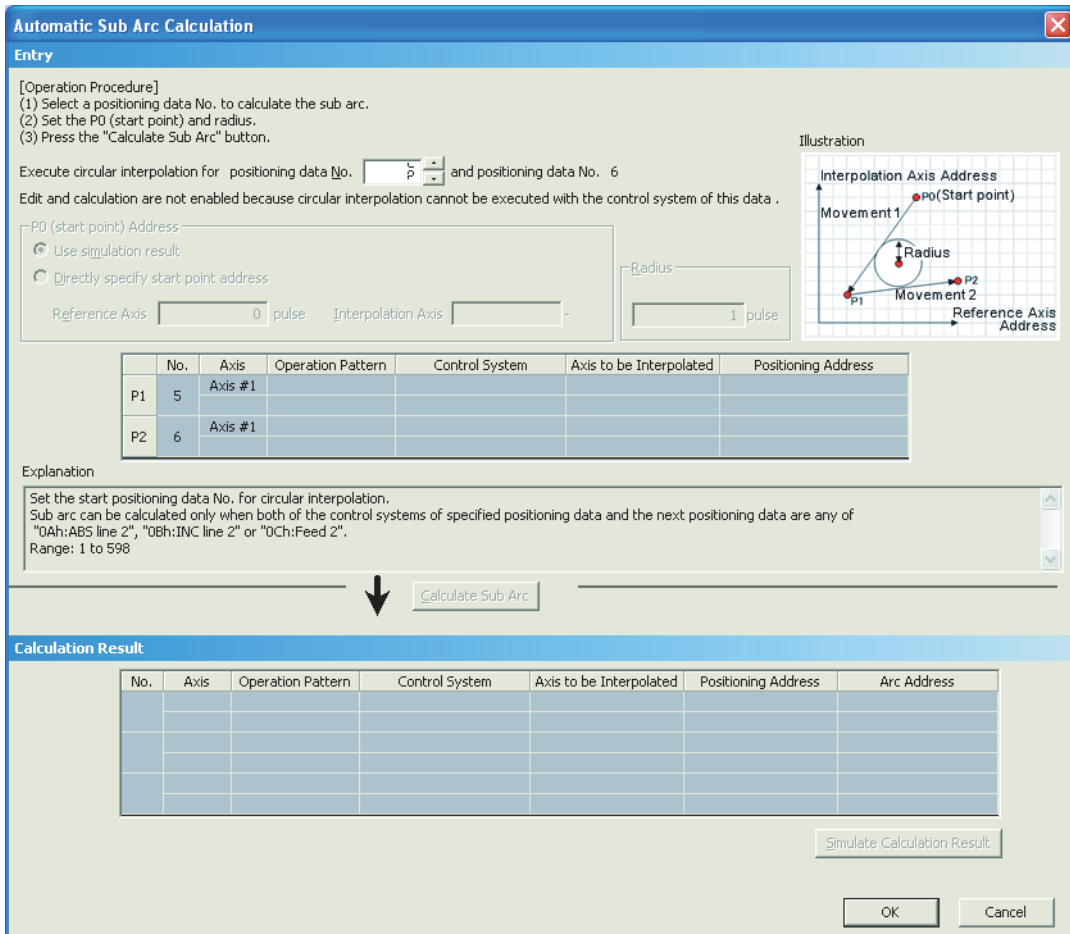 Automatic Sub Arc Calculation
Entry
[Operation Procedure]
(1) Select a positioning data No. to calculate the sub arc.
(2) Set the P0 (start point) and radius.
(3) Press the "Calculate Sub Arc" button.
Execute circular interpolation for positioning data No. and positioning data No. 6
Edit and calculation are not enabled because circular interpolation cannot be executed with the control system of this data .
P0 (start point) Address
Use simulation result
Directly specify start point address
Reference Axis 0 pulse Interpolation Axis -
Radius
1 pulse
Illustration
Interpolation Axis Address
P0(Start point)
Movement 1
Radius
P2
P1
Movement 2
Reference Axis
Address
No. Axis Operation Pattern Control System Axis to be Interpolated Positioning Address
P1 5 Axis #1
P2 6 Axis #1
Explanation
Set the start positioning data No. for circular interpolation.
Sub arc can be calculated only when both of the control systems of specified positioning data and the next positioning data are any of
"0Ah:ABS line 2", "0Bh:INC line 2" or "0Ch:Feed 2".
Range: 1 to 598
Calculate Sub Arc
Calculation Result
No. Axis Operation Pattern Control System Axis to be Interpolated Positioning Address Arc Address
Simulate Calculation Result
OK Cancel